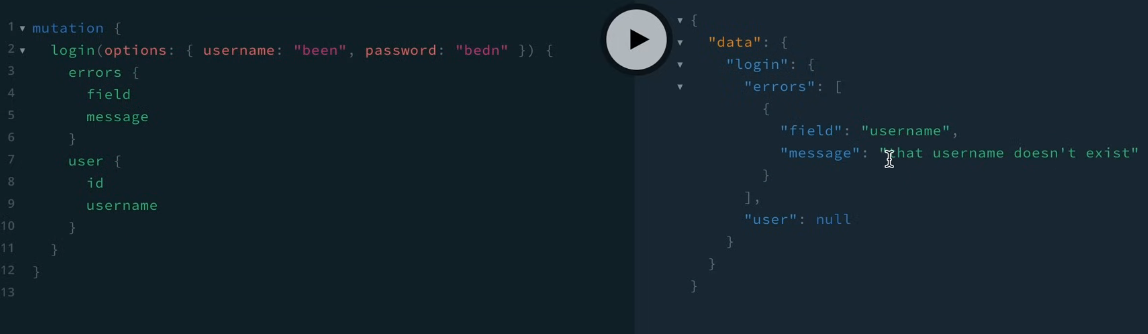 1 mutation {
2 login(options: { username: "been", password: "bedn" }) {
3 errors {
4 field
5 message
6 }
7 user {
8 id
9 username
10 }
11 }
12 }
13
{
"data": {
"login": {
"errors": [
{
"field": "username",
"message": "that username doesn't exist"
}
],
"user": null
}
}
}